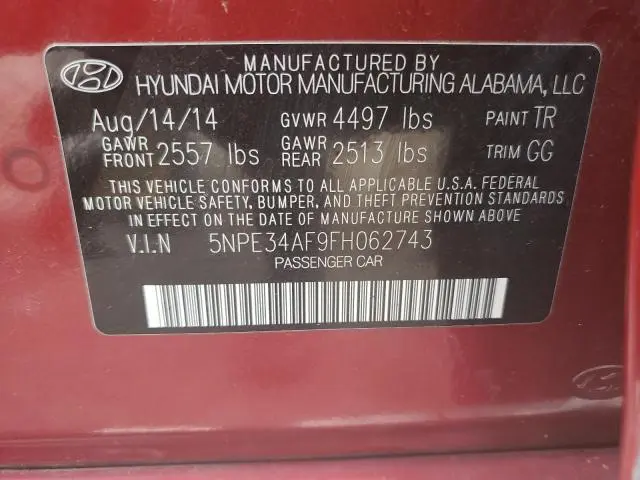 MANUFACTURED BY
HYUNDAI MOTOR MANUFACTURING ALABAMA, LLC
Aug/14/14 GVWR 4497 lbs PAINT TR
GAWR FRONT 2557 lbs GAWR REAR 2513 lbs TRIM GG
THIS VEHICLE CONFORMS TO ALL APPLICABLE U.S.A. FEDERAL
MOTOR VEHICLE SAFETY, BUMPER, AND THEFT PREVENTION STANDARDS
IN EFFECT ON THE DATE OF MANUFACTURE SHOWN ABOVE
V.I.N 5NPE34AF9FH062743
PASSENGER CAR